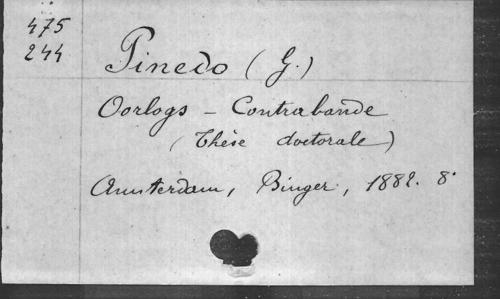 475
244
Pinedo (G.)
Oorlogs - Contrabande
(Thèse doctorale)
Amsterdam, Binger, 1882. 8°